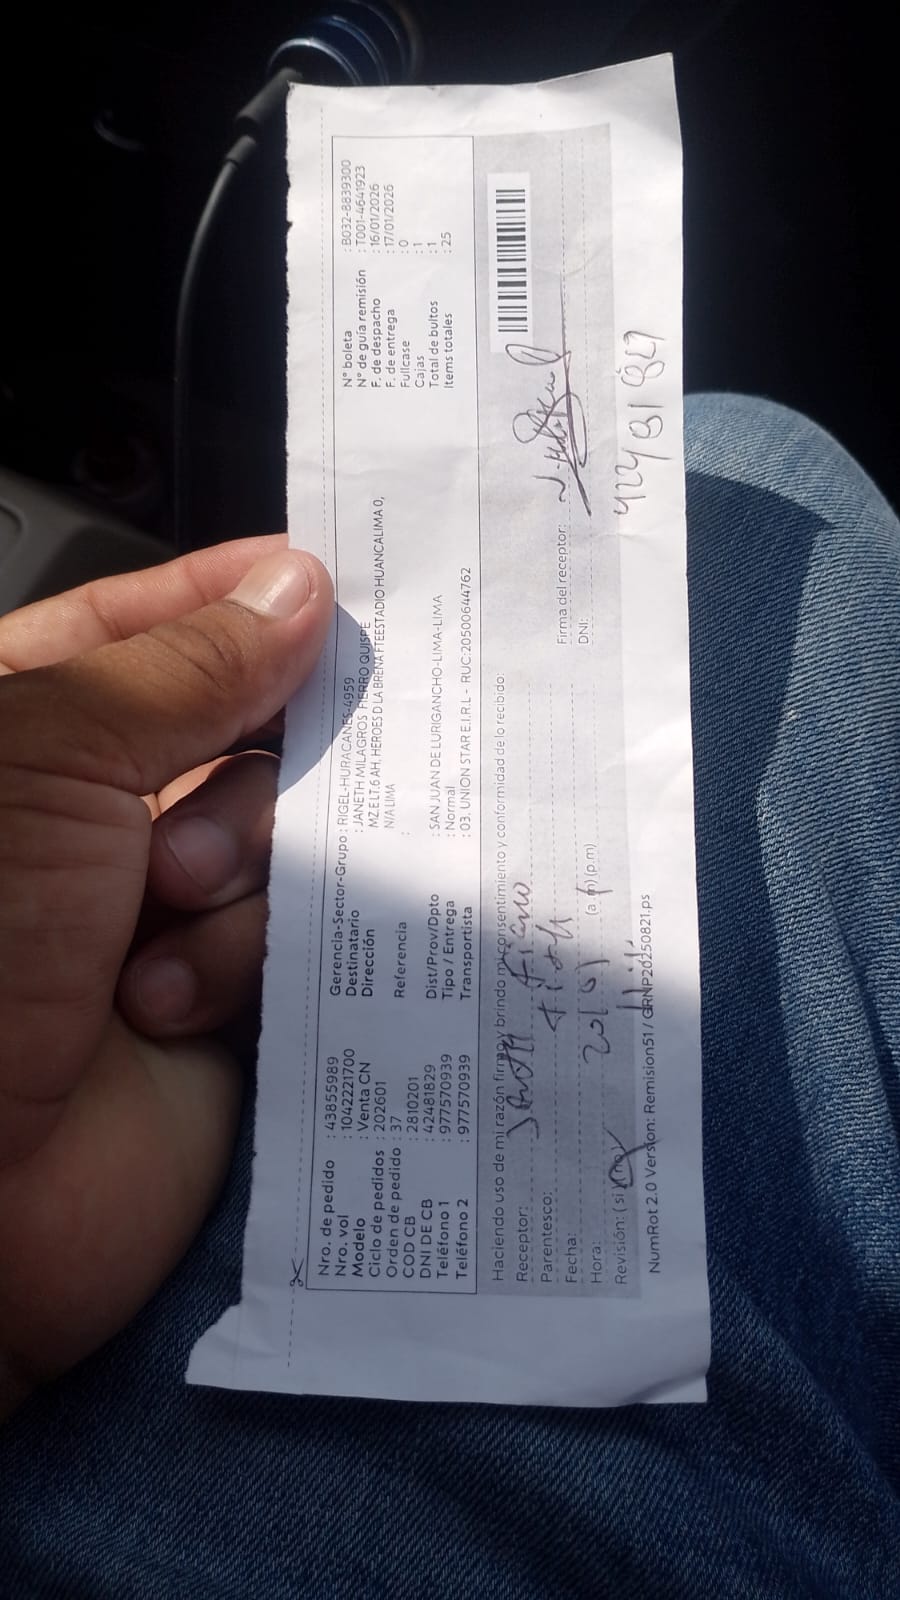 Nro. de pedido : 43855989
Nro. vol : 1042221700
Modelo : Venta CN
Ciclo de pedidos : 202601
Orden de pedido : 37
COD CB : 2810201
DNI DE CB : 42481829
Teléfono 1 : 977570939
Teléfono 2 : 977570939
Gerencia-Sector-Grupo : RIGEL-HURACANES-4959
Destinatario : JANETH MILAGROS FIERRO QUISPE
Dirección MZ E LT.6 AH, HEROES D LA BREÑA FTEESTADIO HUANCALIMA 0,
N/A LIMA
Referencia :
Dist/Prov/Dpto : SAN JUAN DE LURIGANCHO-LIMA-LIMA
Tipo / Entrega : Normal
Transportista : 03. UNION STAR E.I.R.L - RUC:20500644762
N° boleta : B032-8839300
N° de guía remisión : T001-4641923
F. de despacho : 16/01/2026
F. de entrega : 17/01/2026
Fullcase : 0
Cajas : 1
Total de bultos : 1
Items totales : 25
Haciendo uso de mi razón firmo y brindo mi consentimiento y conformidad de lo recibido:
Receptor:
Parentesco:
Fecha:
Hora: (a.m)(p.m)
Revisión: ( si ) (no)
Firma del receptor:
DNI:
NumRot 2.0 Version: Remision51 / GRNP20250821.ps